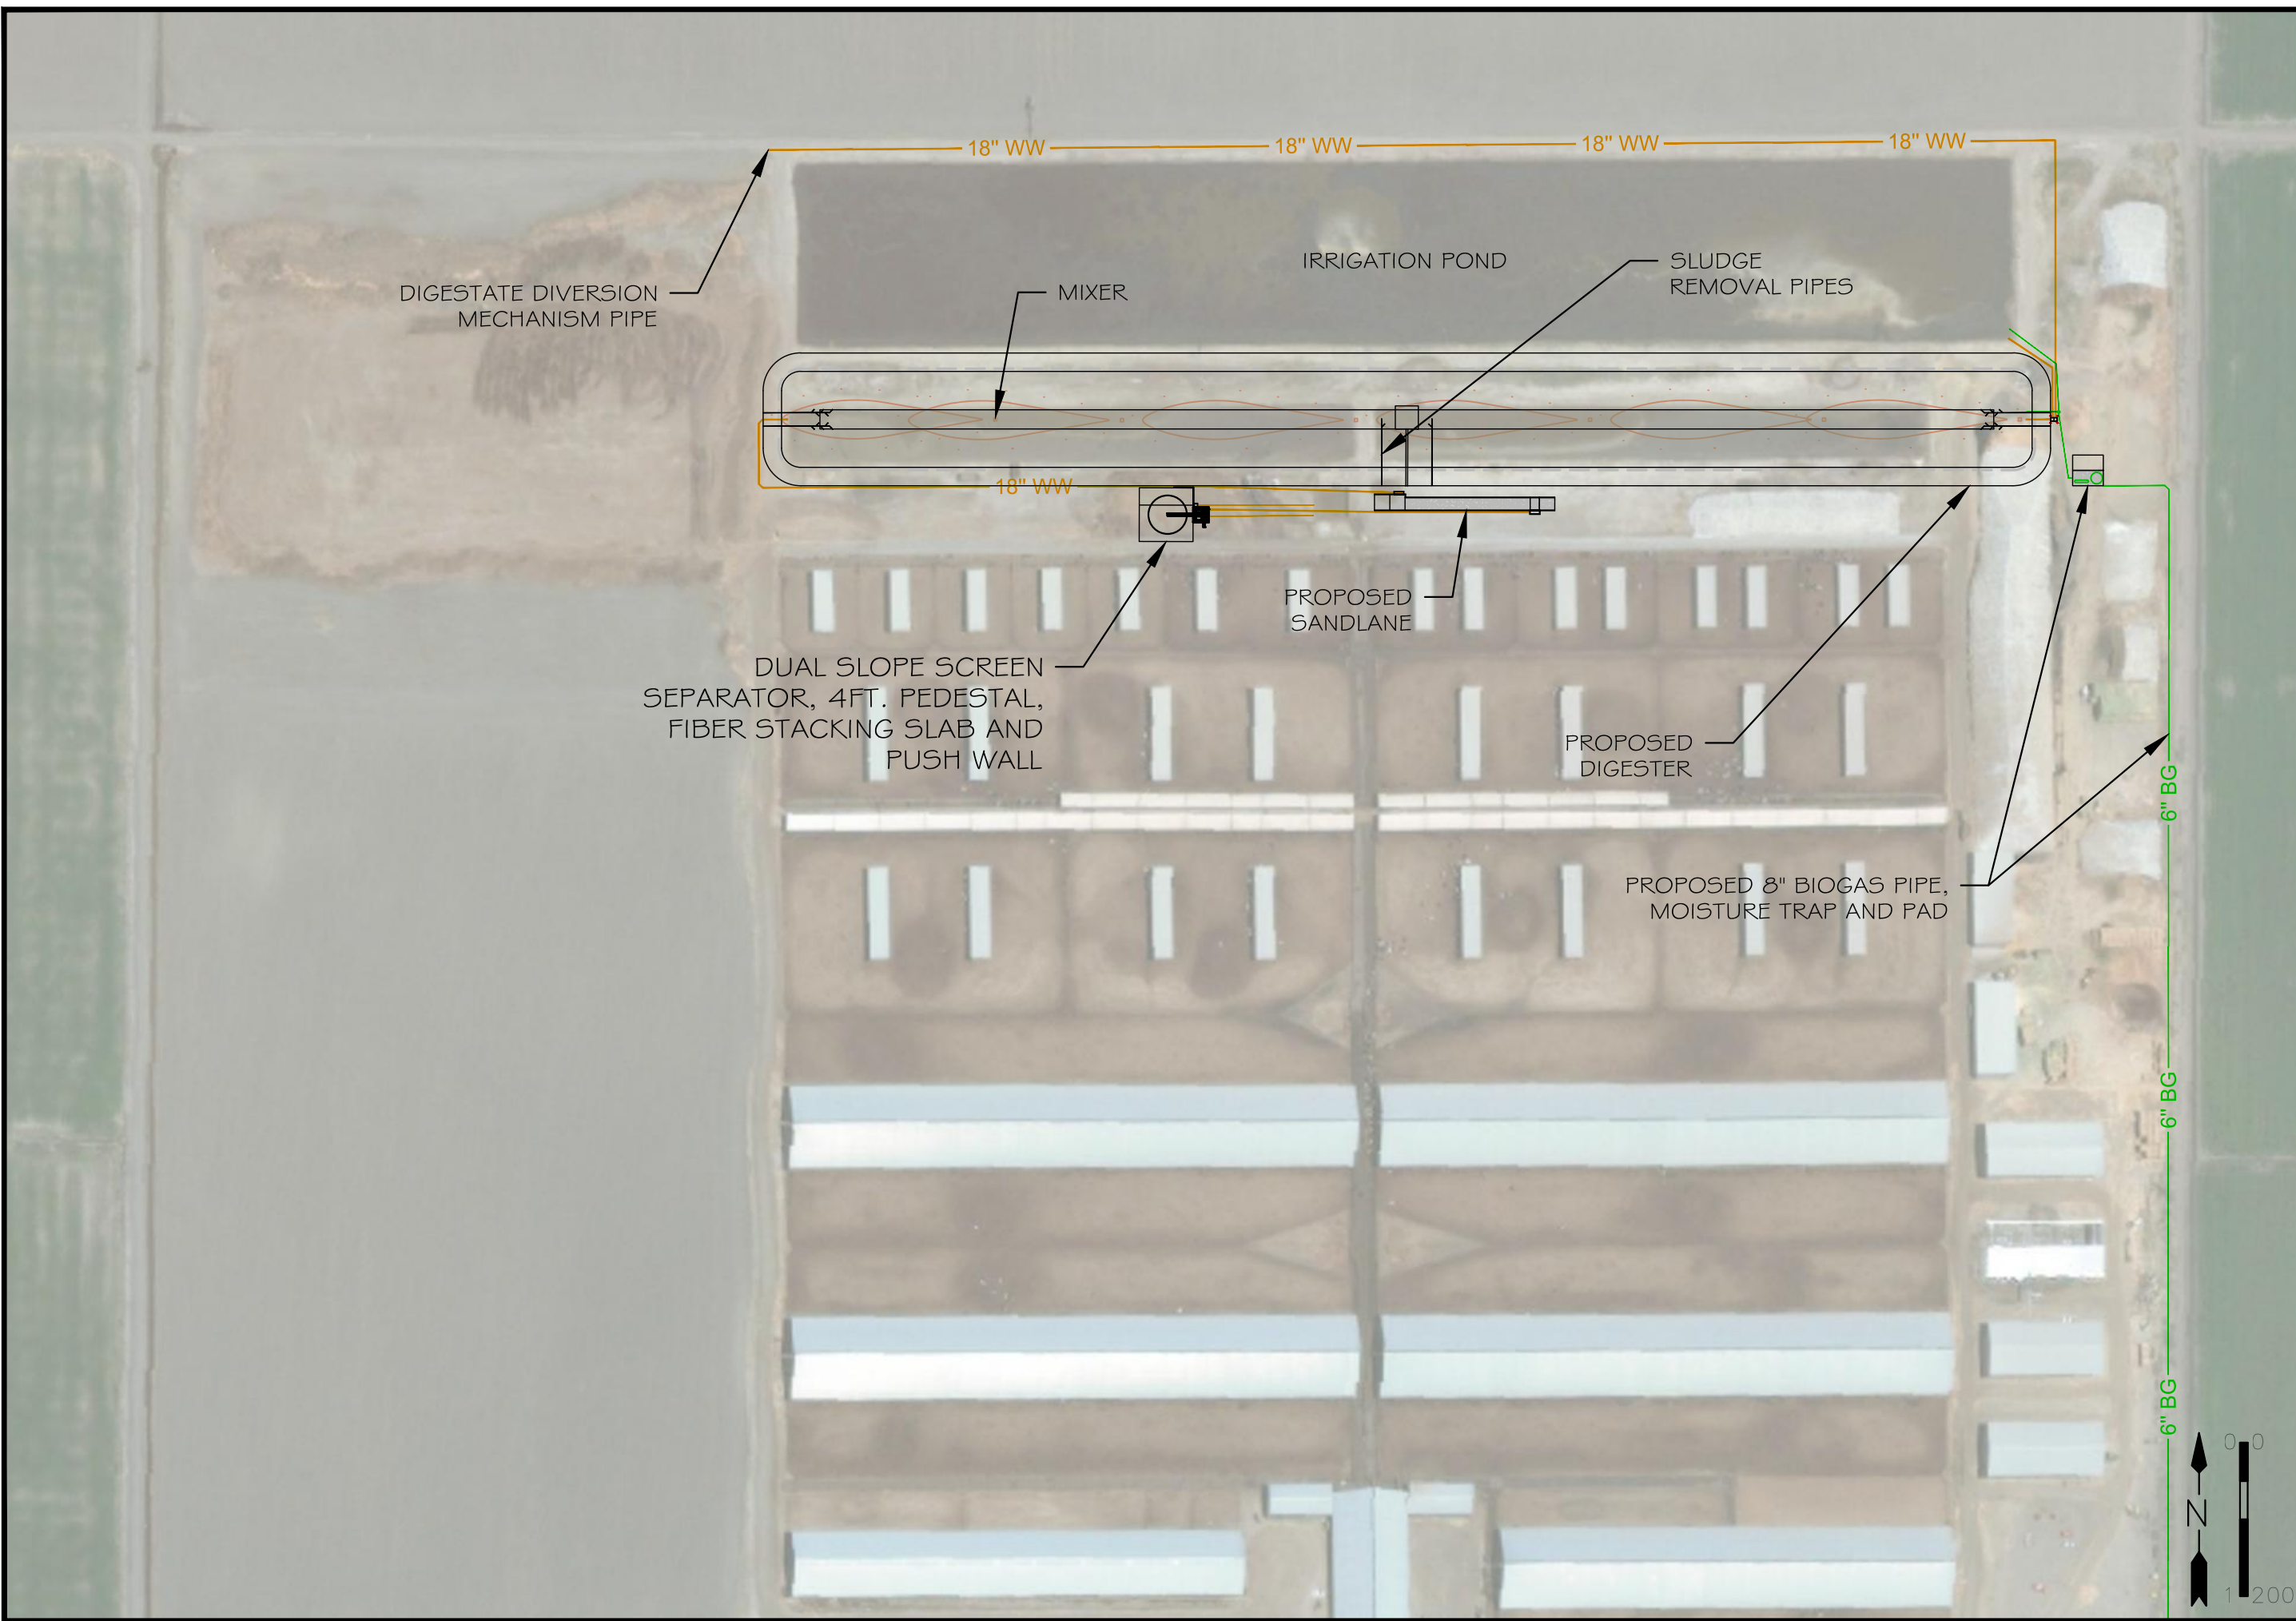 18" WW
18" WW
18" WW
18" WW
IRRIGATION POND
SLUDGE
REMOVAL PIPES
DIGESTATE DIVERSION
MECHANISM PIPE
MIXER
18" WW
PROPOSED
SANDLANE
DUAL SLOPE SCREEN
SEPARATOR, 4FT. PEDESTAL,
FIBER STACKING SLAB AND
PUSH WALL
PROPOSED
DIGESTER
6" BG
PROPOSED 8" BIOGAS PIPE,
MOISTURE TRAP AND PAD
6" BG
6" BG
0 0
N
1 200